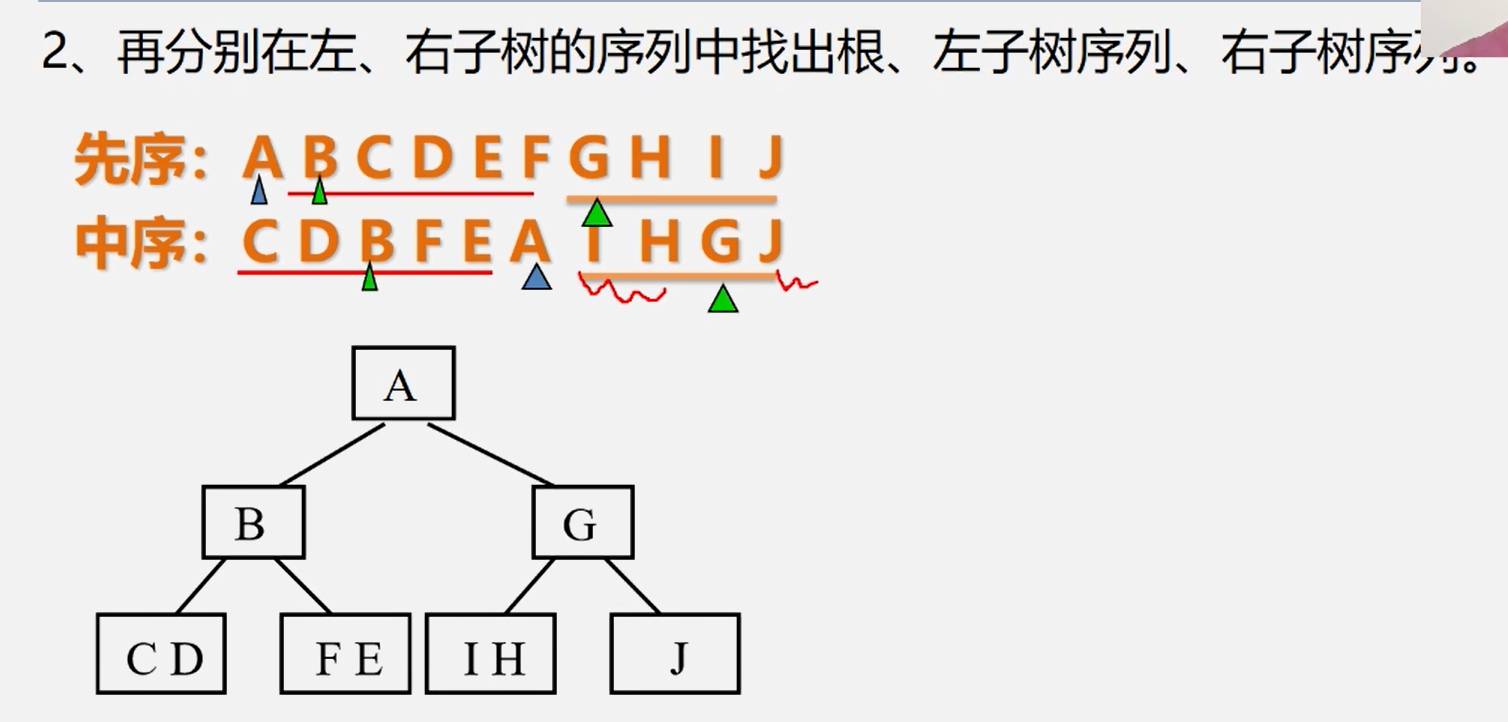 2、再分别在左、右子树的序列中找出根、左子树序列、右子树序列。
先序：A B C D E F G H I J
中序：C D B F E A I H G J
A
B G
C D F E I H J